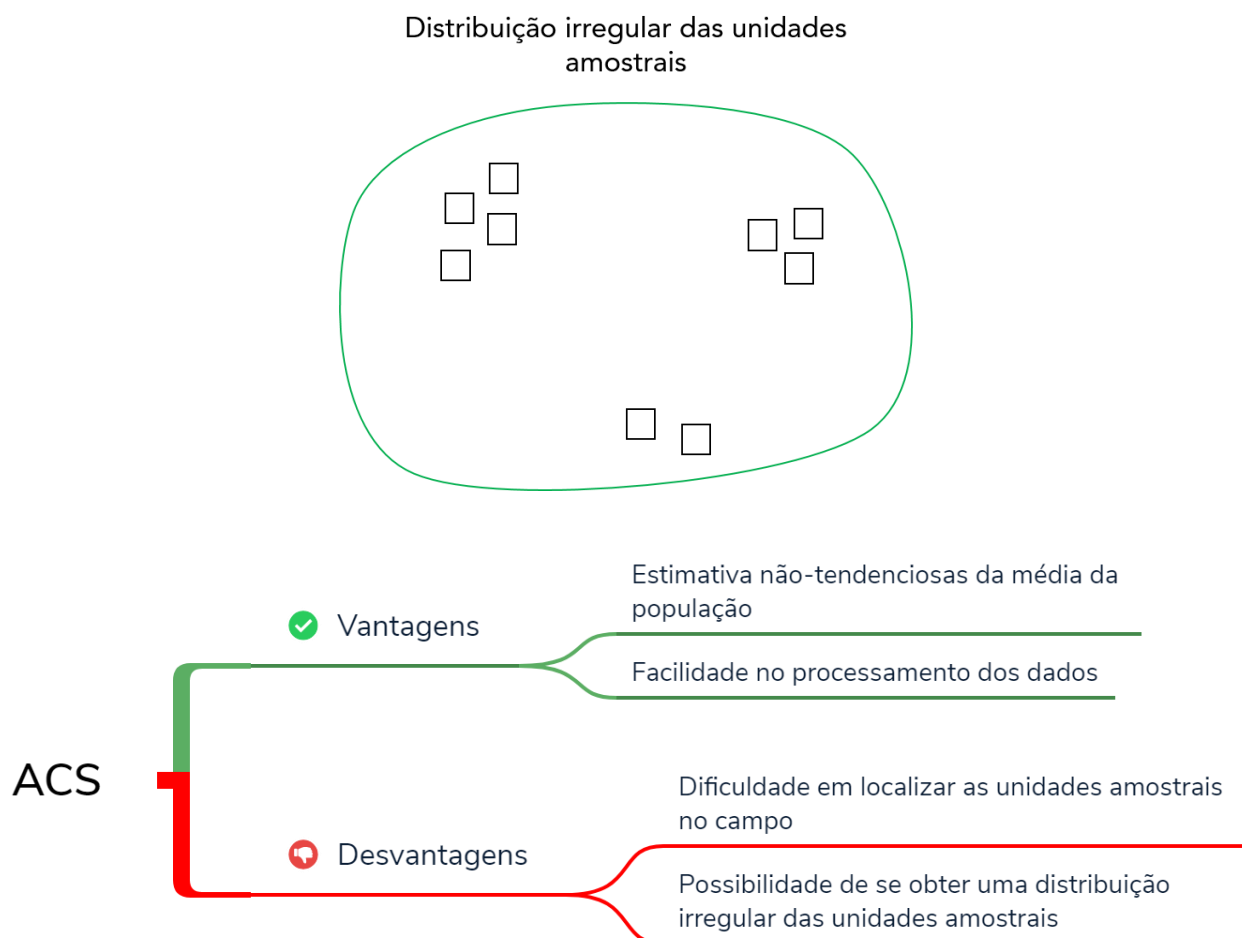 Distribuição irregular das unidades
amostrais
Estimativa não-tendenciosas da média da
população
Vantagens
Facilidade no processamento dos dados
ACS
Dificuldade em localizar as unidades amostrais
no campo
Desvantagens
Possibilidade de se obter uma distribuição
irregular das unidades amostrais